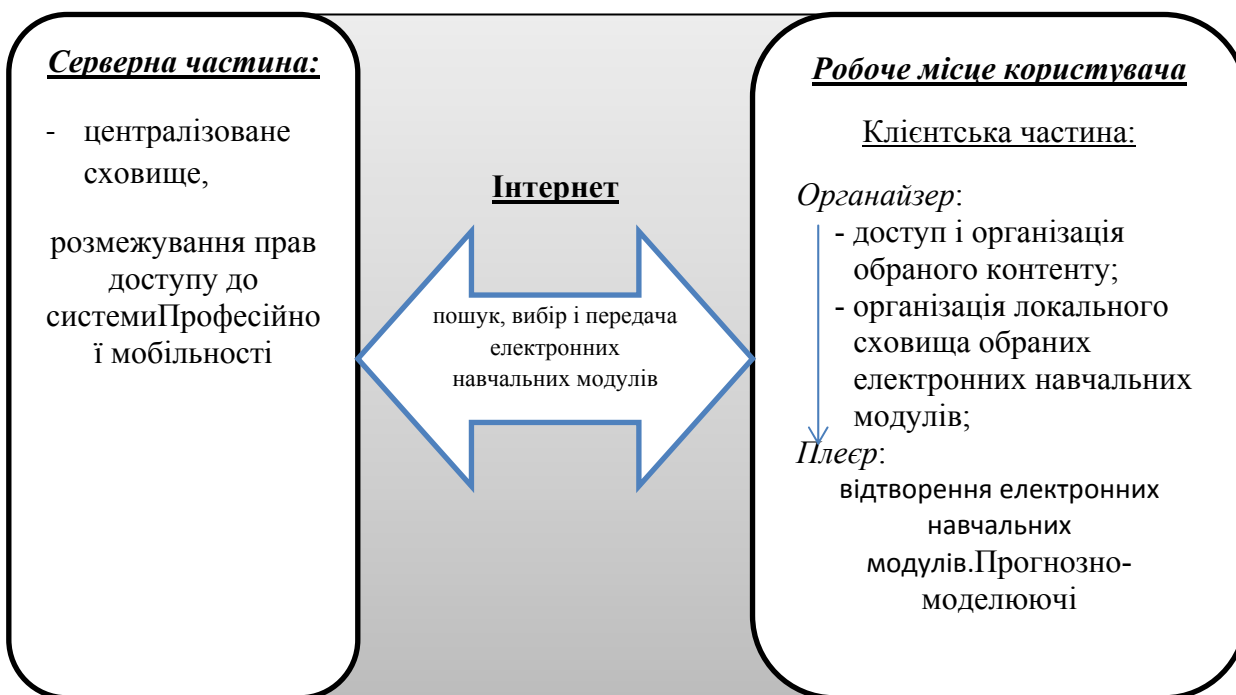 Серверна частина:
- централізоване
сховище,
розмежування прав
доступу до
системиПрофесійно
ї мобільності
Інтернет
пошук, вибір і передача
електронних
навчальних модулів
Робоче місце користувача
Клієнтська частина:
Органайзер:
- доступ і організація
обраного контенту;
- організація локального
сховища обраних
електронних навчальних
модулів;
Плеєр:
відтворення електронних
навчальних
модулів.Прогнозно-
моделюючі